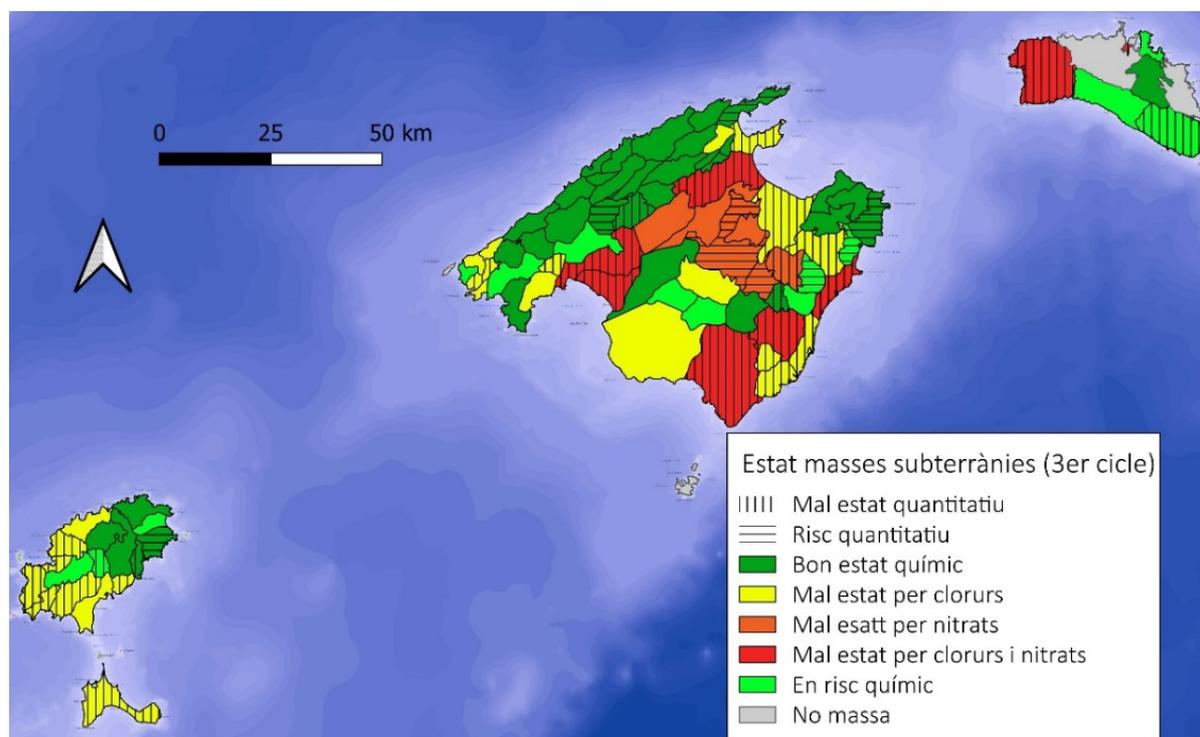 0 25 50 km
Estat masses subterrànies (3er cicle)
Mal estat quantitatiu
Risc quantitatiu
Bon estat químic
Mal estat per clorurs
Mal esatt per nitrats
Mal estat per clorurs i nitrats
En risc químic
No massa